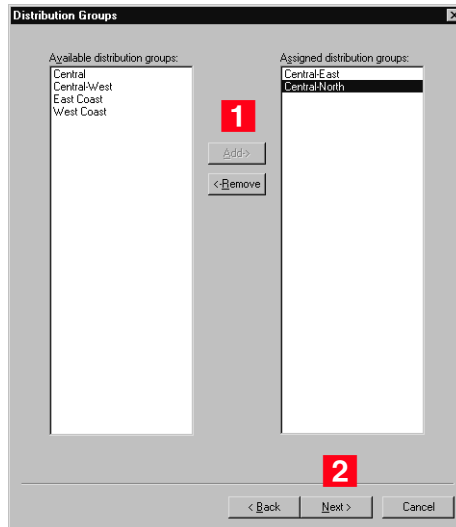 Distribution Groups
Available distribution groups:
Central
Central-West
East Coast
West Coast
1
Add->
<-Remove
Assigned distribution groups:
Central-East
Central-North
2
< Back
Next >
Cancel